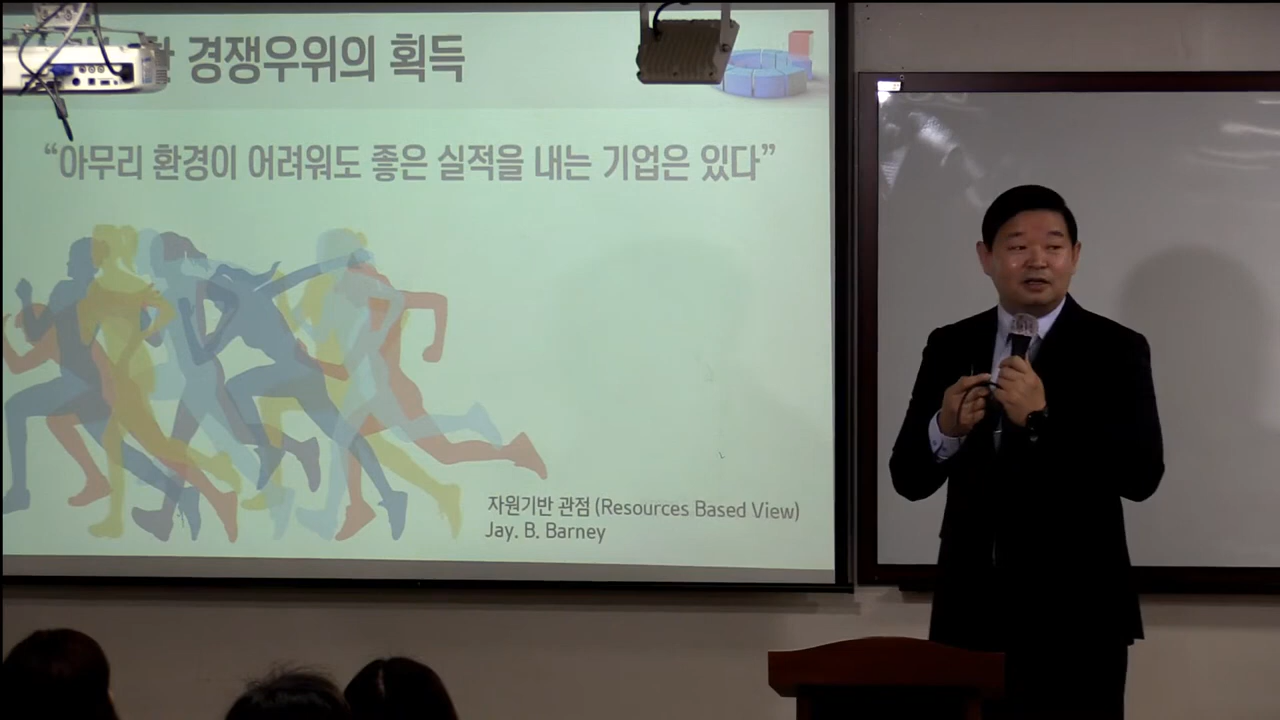 경쟁우위의 획득
“아무리 환경이 어려워도 좋은 실적을 내는 기업은 있다”
자원기반 관점 (Resources Based View)
Jay. B. Barney